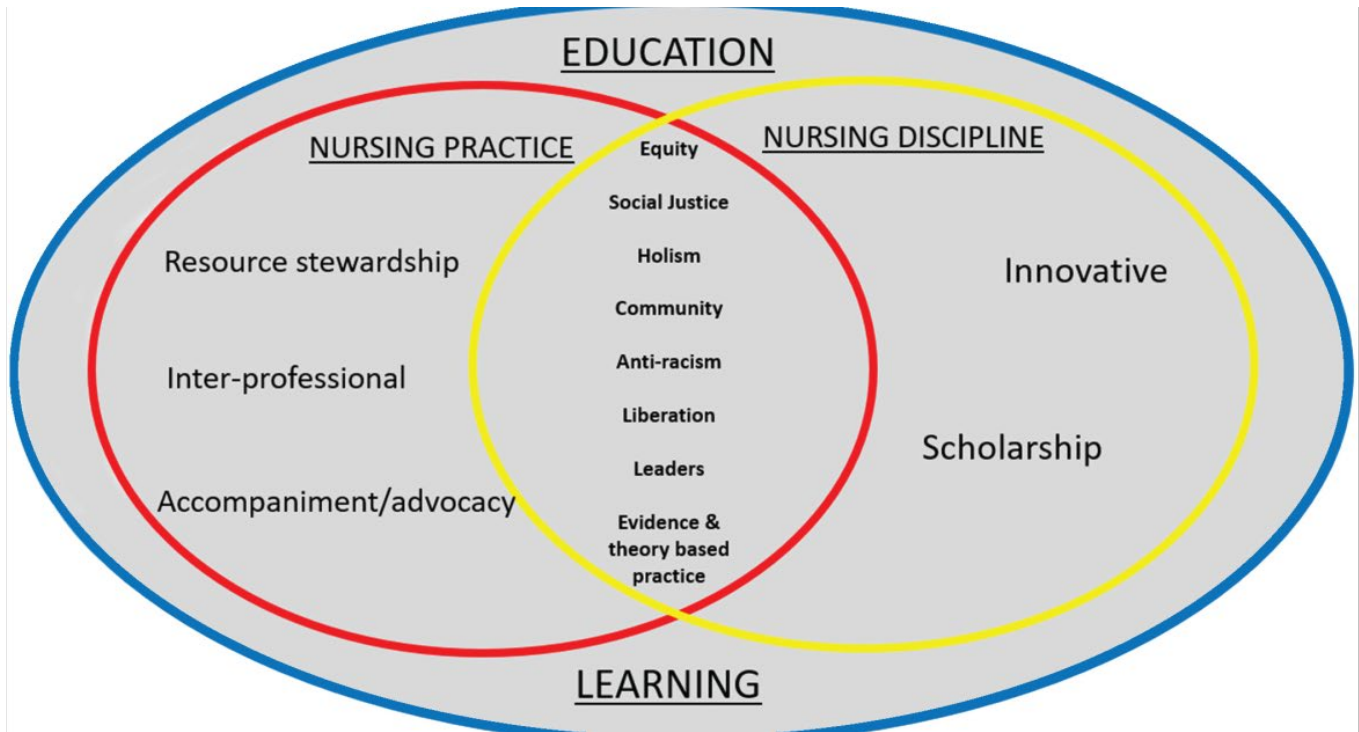 EDUCATION
NURSING PRACTICE
Resource stewardship
Inter-professional
Accompaniment/advocacy
Equity
Social Justice
Holism
Community
Anti-racism
Liberation
Leaders
Evidence &
theory based
practice
NURSING DISCIPLINE
Innovative
Scholarship
LEARNING